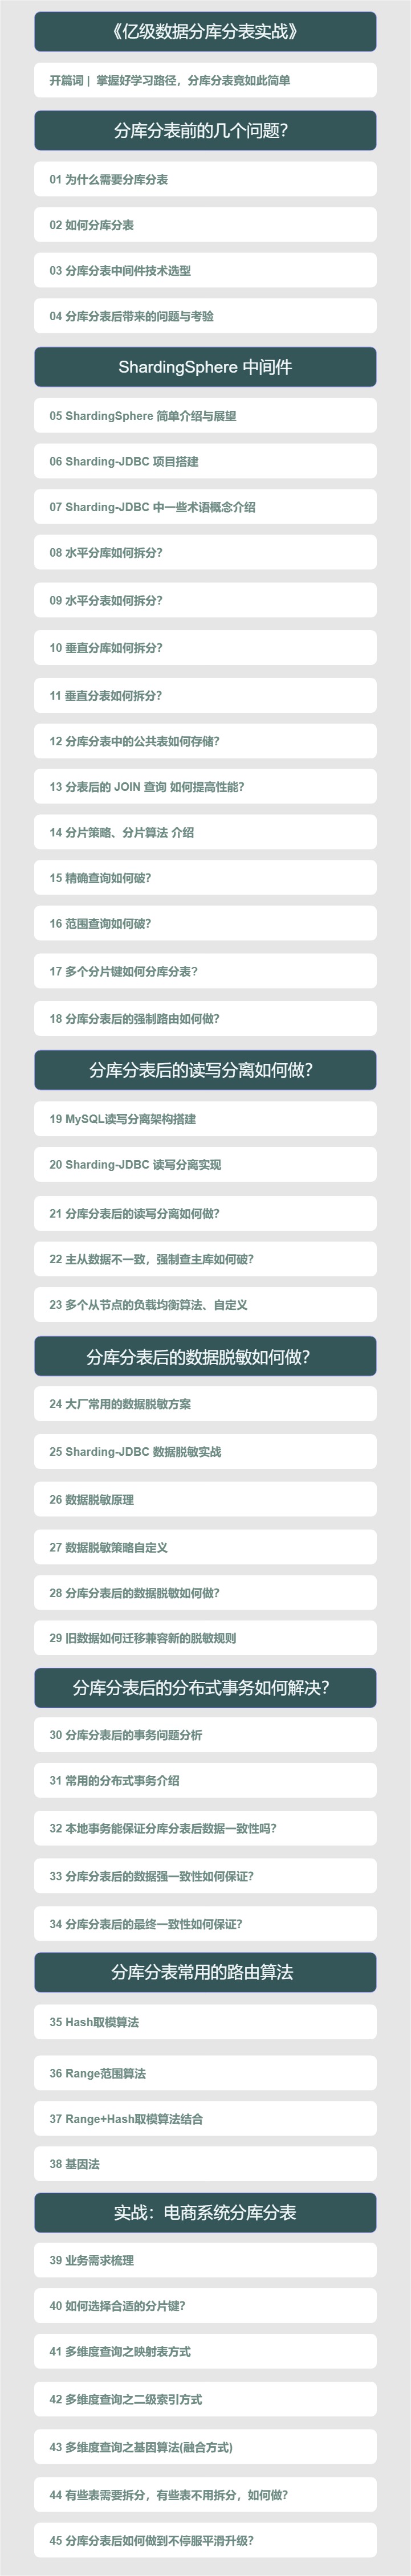 《亿级数据分库分表实战》
开篇词 | 掌握好学习路径，分库分表竟如此简单
分库分表前的几个问题？
01 为什么需要分库分表
02 如何分库分表
03 分库分表中间件技术选型
04 分库分表后带来的问题与考验
ShardingSphere 中间件
05 ShardingSphere 简单介绍与展望
06 Sharding-JDBC 项目搭建
07 Sharding-JDBC 中一些术语概念介绍
08 水平分库如何拆分？
09 水平分表如何拆分？
10 垂直分库如何拆分？
11 垂直分表如何拆分？
12 分库分表中的公共表如何存储？
13 分表后的 JOIN 查询 如何提高性能？
14 分片策略、分片算法 介绍
15 精确查询如何破？
16 范围查询如何破？
17 多个分片键如何分库分表？
18 分库分表后的强制路由如何做？
分库分表后的读写分离如何做？
19 MySQL读写分离架构搭建
20 Sharding-JDBC 读写分离实现
21 分库分表后的读写分离如何做？
22 主从数据不一致，强制查主库如何破？
23 多个从节点的负载均衡算法、自定义
分库分表后的数据脱敏如何做？
24 大厂常用的数据脱敏方案
25 Sharding-JDBC 数据脱敏实战
26 数据脱敏原理
27 数据脱敏策略自定义
28 分库分表后的数据脱敏如何做？
29 旧数据如何迁移兼容新的脱敏规则
分库分表后的分布式事务如何解决？
30 分库分表后的事务问题分析
31 常用的分布式事务介绍
32 本地事务能保证分库分表后数据一致性吗？
33 分库分表后的数据强一致性如何保证？
34 分库分表后的最终一致性如何保证？
分库分表常用的路由算法
35 Hash取模算法
36 Range范围算法
37 Range+Hash取模算法结合
38 基因法
实战：电商系统分库分表
39 业务需求梳理
40 如何选择合适的分片键？
41 多维度查询之映射表方式
42 多维度查询之二级索引方式
43 多维度查询之基因算法(融合方式)
44 有些表需要拆分，有些表不用拆分，如何做？
45 分库分表后如何做到不停服平滑升级？